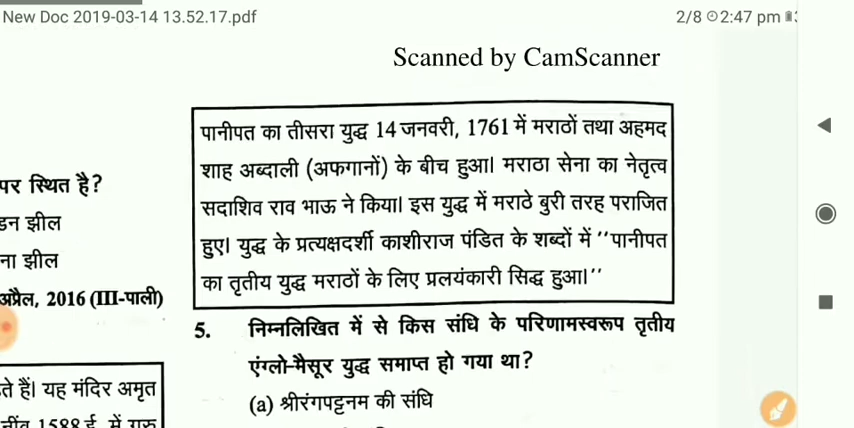 New Doc 2019-03-14 13.52.17.pdf
2/8 2:47 pm
Scanned by CamScanner
पर स्थित है?
डन झील
ना झील
अप्रैल, 2016 (III-पाली)
ते हैं। यह मंदिर अमृत
नींव 1588 ई. में गुरु
पानीपत का तीसरा युद्ध 14 जनवरी, 1761 में मराठों तथा अहमद
शाह अब्दाली (अफगानों) के बीच हुआ। मराठा सेना का नेतृत्व
सदाशिव राव भाऊ ने किया। इस युद्ध में मराठे बुरी तरह पराजित
हुए। युद्ध के प्रत्यक्षदर्शी काशीराज पंडित के शब्दों में ''पानीपत
का तृतीय युद्ध मराठों के लिए प्रलयंकारी सिद्ध हुआ।''
5. निम्नलिखित में से किस संधि के परिणामस्वरूप तृतीय
एंग्लो-मैसूर युद्ध समाप्त हो गया था?
(a) श्रीरंगपट्टनम की संधि